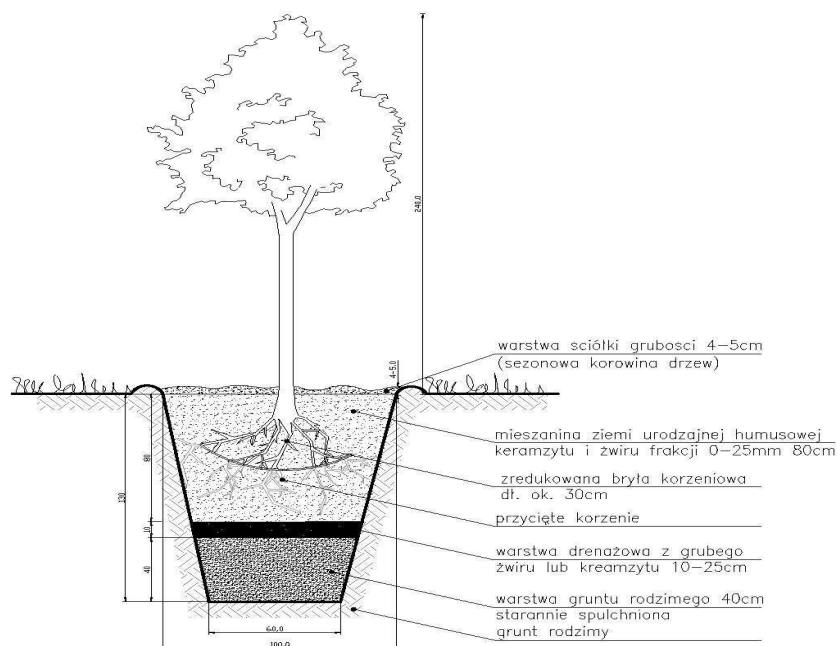 240,0
4-5,0
warstwa sciółki grubosci 4-5cm
(sezonowa korowina drzew)
mieszanina ziemi urodzajnej humusowej
keramzytu i żwiru frakcji 0-25mm 80cm
zredukowana bryła korzeniowa
dł. ok. 30cm
przycięte korzenie
warstwa drenażowa z grubego
żwiru lub kreamzytu 10-25cm
warstwa gruntu rodzimego 40cm
starannie spulchniona
grunt rodzimy
130
80
10
40
60,0
100,0